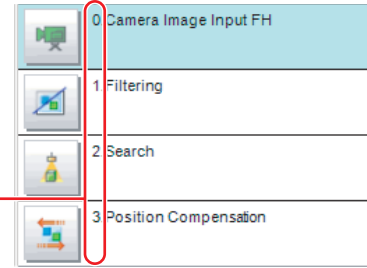 0.Camera Image Input FH
1.Filtering
2.Search
3.Position Compensation